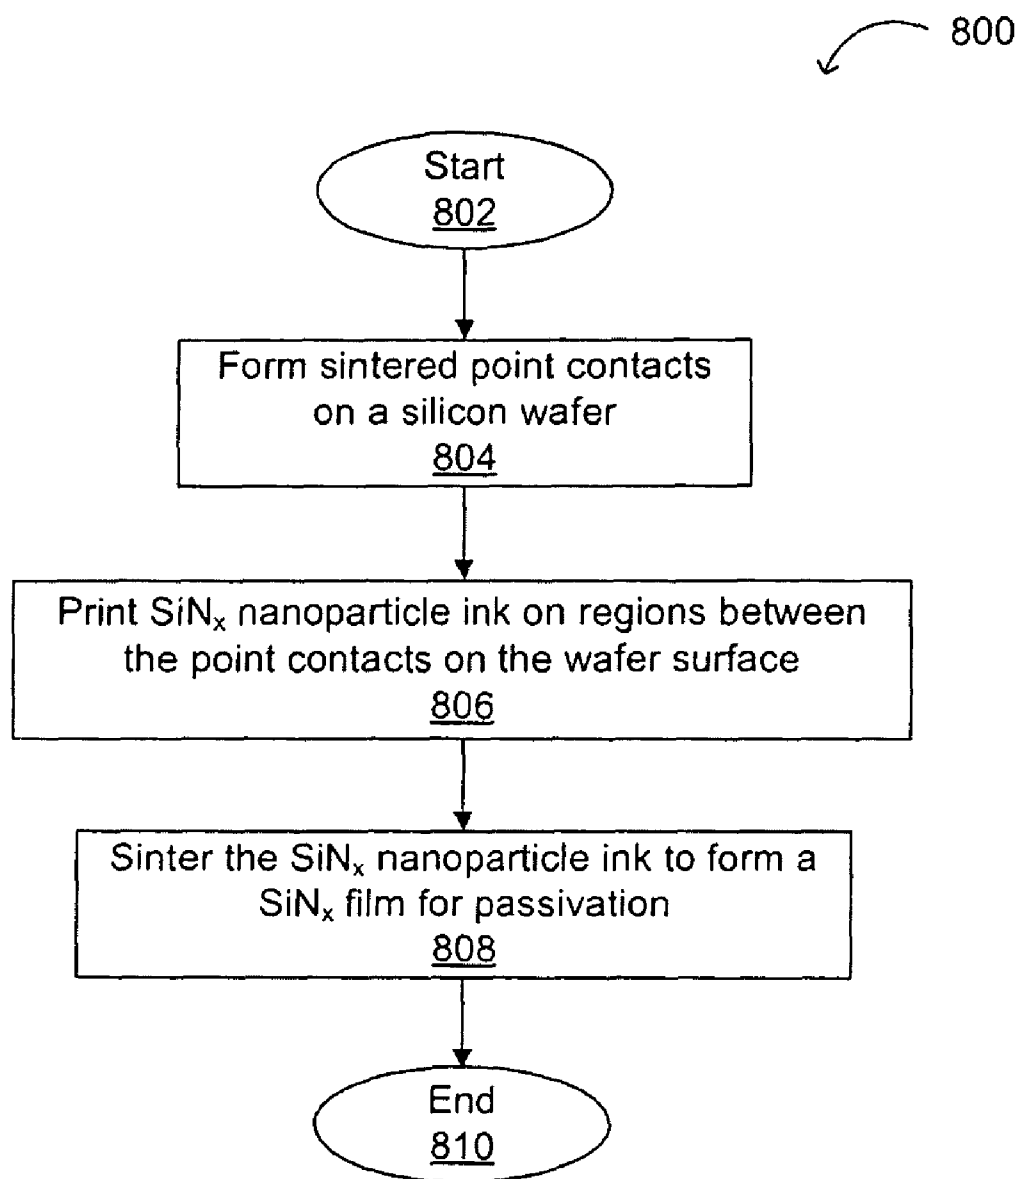 800
Start
802
Form sintered point contacts
on a silicon wafer
804
Print SiNₓ nanoparticle ink on regions between
the point contacts on the wafer surface
806
Sinter the SiNₓ nanoparticle ink to form a
SiNₓ film for passivation
808
End
810